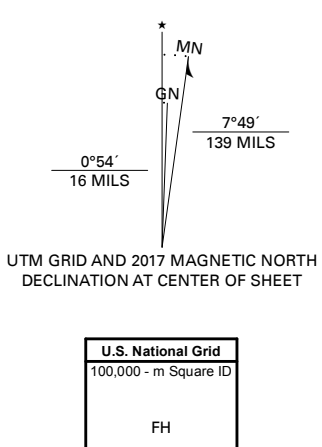 ★
MN
GN
7°49´
139 MILS
0°54´
16 MILS
UTM GRID AND 2017 MAGNETIC NORTH
DECLINATION AT CENTER OF SHEET
U.S. National Grid
100,000 - m Square ID
FH